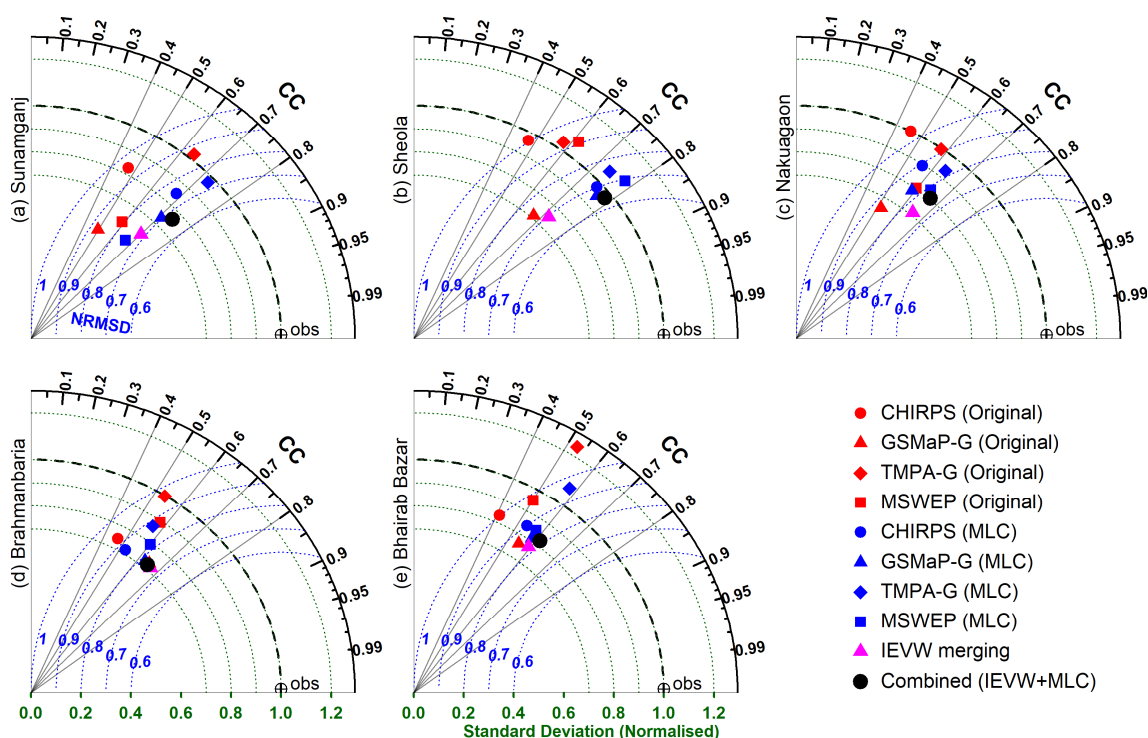 (a) Sunamganj
0.1 0.2 0.3 0.4 0.5 0.6 0.7 0.8 0.9 0.95 0.99
CC
1 0.9 0.8 0.7 0.6
NRMSD
obs
(b) Sheola
0.1 0.2 0.3 0.4 0.5 0.6 0.7 0.8 0.9 0.95 0.99
CC
1 0.9 0.8 0.7 0.6
obs
(c) Nakuagaon
0.1 0.2 0.3 0.4 0.5 0.6 0.7 0.8 0.9 0.95 0.99
CC
1 0.9 0.8 0.7 0.6
obs
(d) Brahmanbaria
0.1 0.2 0.3 0.4 0.5 0.6 0.7 0.8 0.9 0.95 0.99
CC
1 0.9 0.8 0.7 0.6
obs
0.0 0.2 0.4 0.6 0.8 1.0 1.2
(e) Bhairab Bazar
0.1 0.2 0.3 0.4 0.5 0.6 0.7 0.8 0.9 0.95 0.99
CC
1 0.9 0.8 0.7 0.6
obs
0.0 0.2 0.4 0.6 0.8 1.0 1.2
Standard Deviation (Normalised)
CHIRPS (Original)
GSMaP-G (Original)
TMPA-G (Original)
MSWEP (Original)
CHIRPS (MLC)
GSMaP-G (MLC)
TMPA-G (MLC)
MSWEP (MLC)
IEVW merging
Combined (IEVW+MLC)